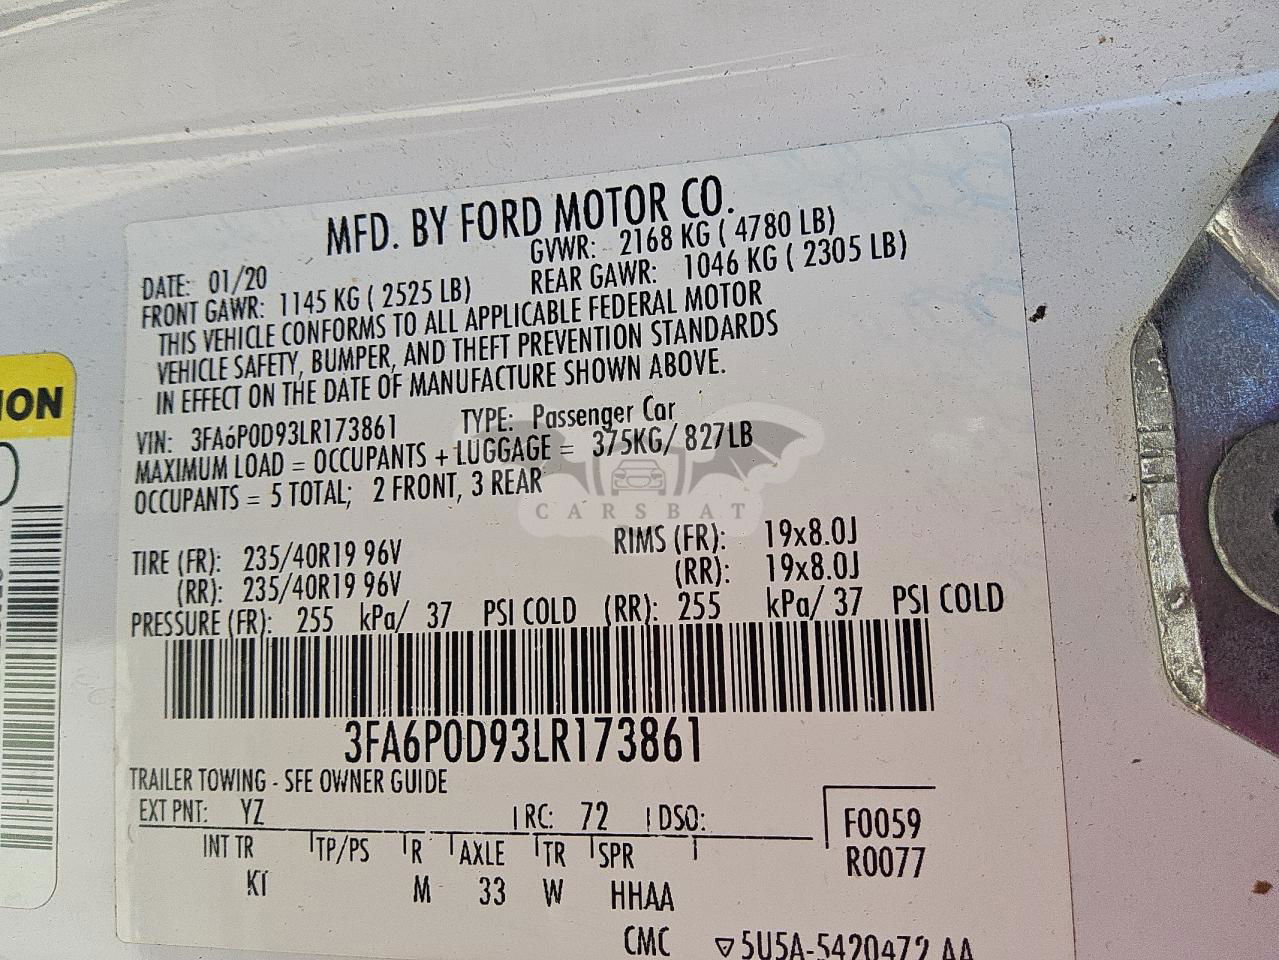 MFD. BY FORD MOTOR CO.
DATE: 01/20 GVWR: 2168 KG ( 4780 LB)
FRONT GAWR: 1145 KG ( 2525 LB) REAR GAWR: 1046 KG ( 2305 LB)
THIS VEHICLE CONFORMS TO ALL APPLICABLE FEDERAL MOTOR
VEHICLE SAFETY, BUMPER, AND THEFT PREVENTION STANDARDS
IN EFFECT ON THE DATE OF MANUFACTURE SHOWN ABOVE.
VIN: 3FA6P0D93LR173861 TYPE: Passenger Car
MAXIMUM LOAD = OCCUPANTS + LUGGAGE = 375KG/ 827LB
OCCUPANTS = 5 TOTAL; 2 FRONT, 3 REAR
CARSBAT
TIRE (FR): 235/40R19 96V RIMS (FR): 19x8.0J
(RR): 235/40R19 96V (RR): 19x8.0J
PRESSURE (FR): 255 kPa/ 37 PSI COLD (RR): 255 kPa/ 37 PSI COLD
3FA6P0D93LR173861
TRAILER TOWING - SEE OWNER GUIDE
EXT PNT: YZ RC: 72 DSO:
F0059
R0077
INT TR TP/PS R AXLE TR SPR
KI M 33 W HHAA
CMC 5U5A-5420472 AA
ION